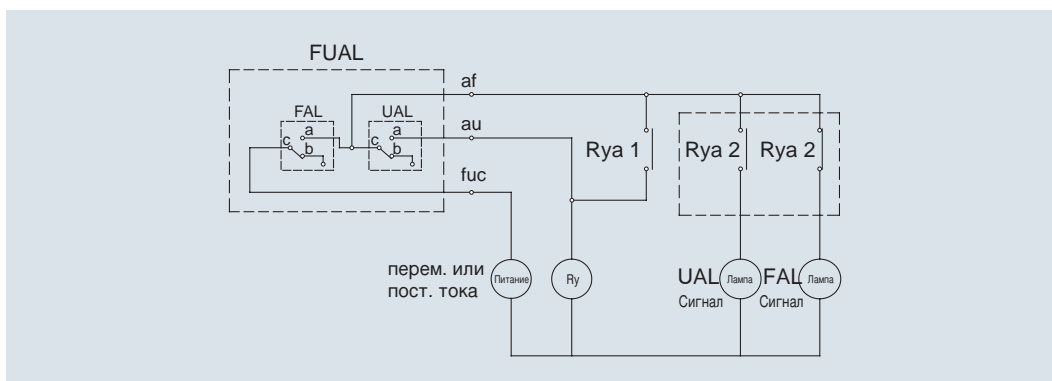 FUAL
af
FAL
UAL
a
c
b
a
c
b
au
fuc
Rya 1
Rya 2
Rya 2
перем. или
пост. тока
Питание
Ry
UAL
Сигнал
Лампа
FAL
Сигнал
Лампа